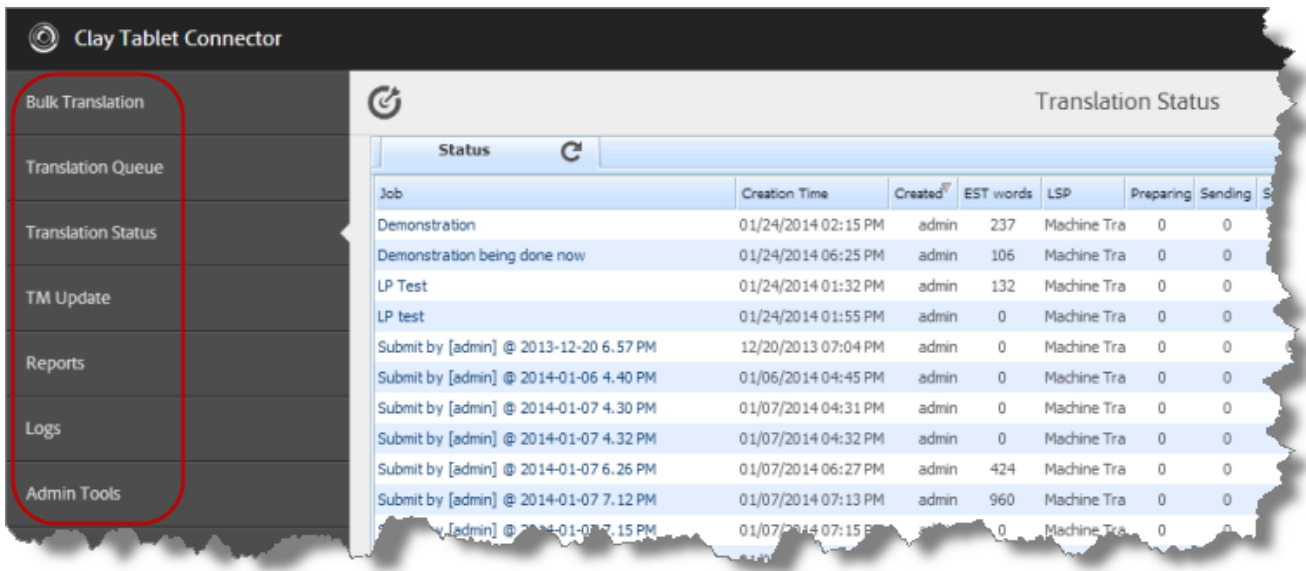 Clay Tablet Connector
Bulk Translation
Translation Queue
Translation Status
TM Update
Reports
Logs
Admin Tools
Translation Status
Status
Job Creation Time Created EST words LSP Preparing Sending
Demonstration 01/24/2014 02:15 PM admin 237 Machine Tra 0 0
Demonstration being done now 01/24/2014 06:25 PM admin 106 Machine Tra 0 0
LP Test 01/24/2014 01:32 PM admin 132 Machine Tra 0 0
LP test 01/24/2014 01:55 PM admin 0 Machine Tra 0 0
Submit by [admin] @ 2013-12-20 6.57 PM 12/20/2013 07:04 PM admin 0 Machine Tra 0 0
Submit by [admin] @ 2014-01-06 4.40 PM 01/06/2014 04:45 PM admin 0 Machine Tra 0 0
Submit by [admin] @ 2014-01-07 4.30 PM 01/07/2014 04:31 PM admin 0 Machine Tra 0 0
Submit by [admin] @ 2014-01-07 4.32 PM 01/07/2014 04:32 PM admin 0 Machine Tra 0 0
Submit by [admin] @ 2014-01-07 6.26 PM 01/07/2014 06:27 PM admin 424 Machine Tra 0 0
Submit by [admin] @ 2014-01-07 7.12 PM 01/07/2014 07:13 PM admin 960 Machine Tra 0 0
[admin] @ 7.15 PM 07:15 0 Machine Tra 0